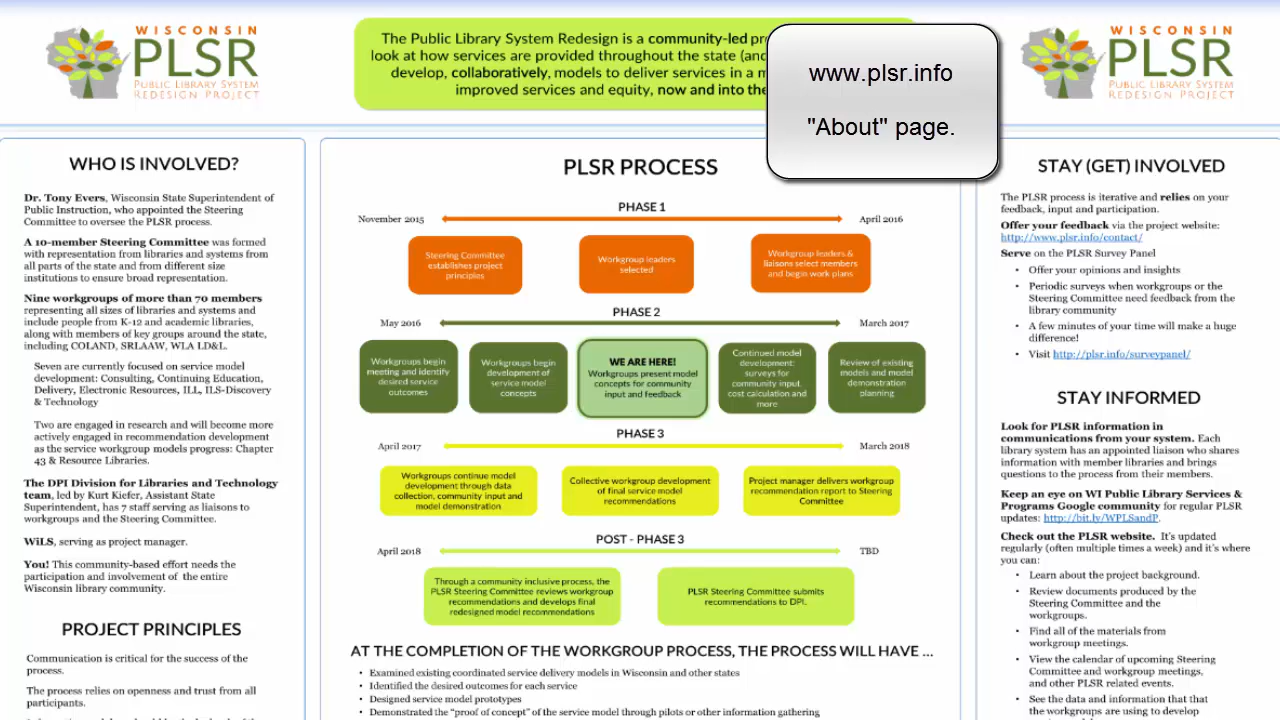 WISCONSIN
PLSR
PUBLIC LIBRARY SYSTEM
REDESIGN PROJECT
The Public Library System Redesign is a community-led
look at how services are provided throughout the state (and
develop, collaboratively, models to deliver services in a
improved services and equity, now and into the
www.plsr.info
"About" page.
WISCONSIN
PLSR
PUBLIC LIBRARY SYSTEM
REDESIGN PROJECT
WHO IS INVOLVED?
Dr. Tony Evers, Wisconsin State Superintendent of
Public Instruction, who appointed the Steering
Committee to oversee the PLSR process.
A 10-member Steering Committee was formed
with representation from libraries and systems from
all parts of the state and from different size
institutions to ensure broad representation.
Nine workgroups of more than 70 members
representing all sizes of libraries and systems and
include people from K-12 and academic libraries,
along with members of key groups around the state,
including COLAND, SRLAAW, WLA LD&L.
Seven are currently focused on service model
development: Consulting, Continuing Education,
Delivery, Electronic Resources, ILL, ILS-Discovery
& Technology
Two are engaged in research and will become more
actively engaged in recommendation development
as the service workgroup models progress: Chapter
43 & Resource Libraries.
The DPI Division for Libraries and Technology
team, led by Kurt Kiefer, Assistant State
Superintendent, has 7 staff serving as liaisons to
workgroups and the Steering Committee.
WiLS, serving as project manager.
You! This community-based effort needs the
participation and involvement of the entire
Wisconsin library community.
PROJECT PRINCIPLES
Communication is critical for the success of the
process.
The process relies on openness and trust from all
participants.
PLSR PROCESS
PHASE 1
November 2015
April 2016
Steering Committee
establishes project
principles
Workgroup leaders
selected
Workgroup leaders &
liaisons select members
and begin work plans
PHASE 2
May 2016
March 2017
Workgroups begin
meeting and identify
desired service
outcomes
Workgroups begin
development of
service model
concepts
WE ARE HERE!
Workgroups present model
concepts for community
input and feedback
Continued model
development:
surveys for
community input,
cost calculation and
more
Review of existing
models and model
demonstration
planning
PHASE 3
April 2017
March 2018
Workgroups continue model
development through data
collection, community input and
model demonstration
Collective workgroup development
of final service model
recommendations
Project manager delivers workgroup
recommendation report to Steering
Committee
POST - PHASE 3
April 2018
TBD
Through a community inclusive process, the
PLSR Steering Committee reviews workgroup
recommendations and develops final
redesigned model recommendations
PLSR Steering Committee submits
recommendations to DPI.
AT THE COMPLETION OF THE WORKGROUP PROCESS, THE PROCESS WILL HAVE ...
• Examined existing coordinated service delivery models in Wisconsin and other states
• Identified the desired outcomes for each service
• Designed service model prototypes
• Demonstrated the "proof of concept" of the service model through pilots or other information gathering
STAY (GET) INVOLVED
The PLSR process is iterative and relies on your
feedback, input and participation.
Offer your feedback via the project website:
http://www.plsr.info/contact/
Serve on the PLSR Survey Panel
• Offer your opinions and insights
• Periodic surveys when workgroups or the
Steering Committee need feedback from the
library community
• A few minutes of your time will make a huge
difference!
• Visit http://plsr.info/surveypanel/
STAY INFORMED
Look for PLSR information in
communications from your system. Each
library system has an appointed liaison who shares
information with member libraries and brings
questions to the process from their members.
Keep an eye on WI Public Library Services &
Programs Google community for regular PLSR
updates: http://bit.ly/WPLSandP.
Check out the PLSR website. It's updated
regularly (often multiple times a week) and it's where
you can:
• Learn about the project background.
• Review documents produced by the
Steering Committee and the
workgroups.
• Find all of the materials from
workgroup meetings.
• View the calendar of upcoming Steering
Committee and workgroup meetings,
and other PLSR related events.
• See the data and information that that
the workgroups are using to develop